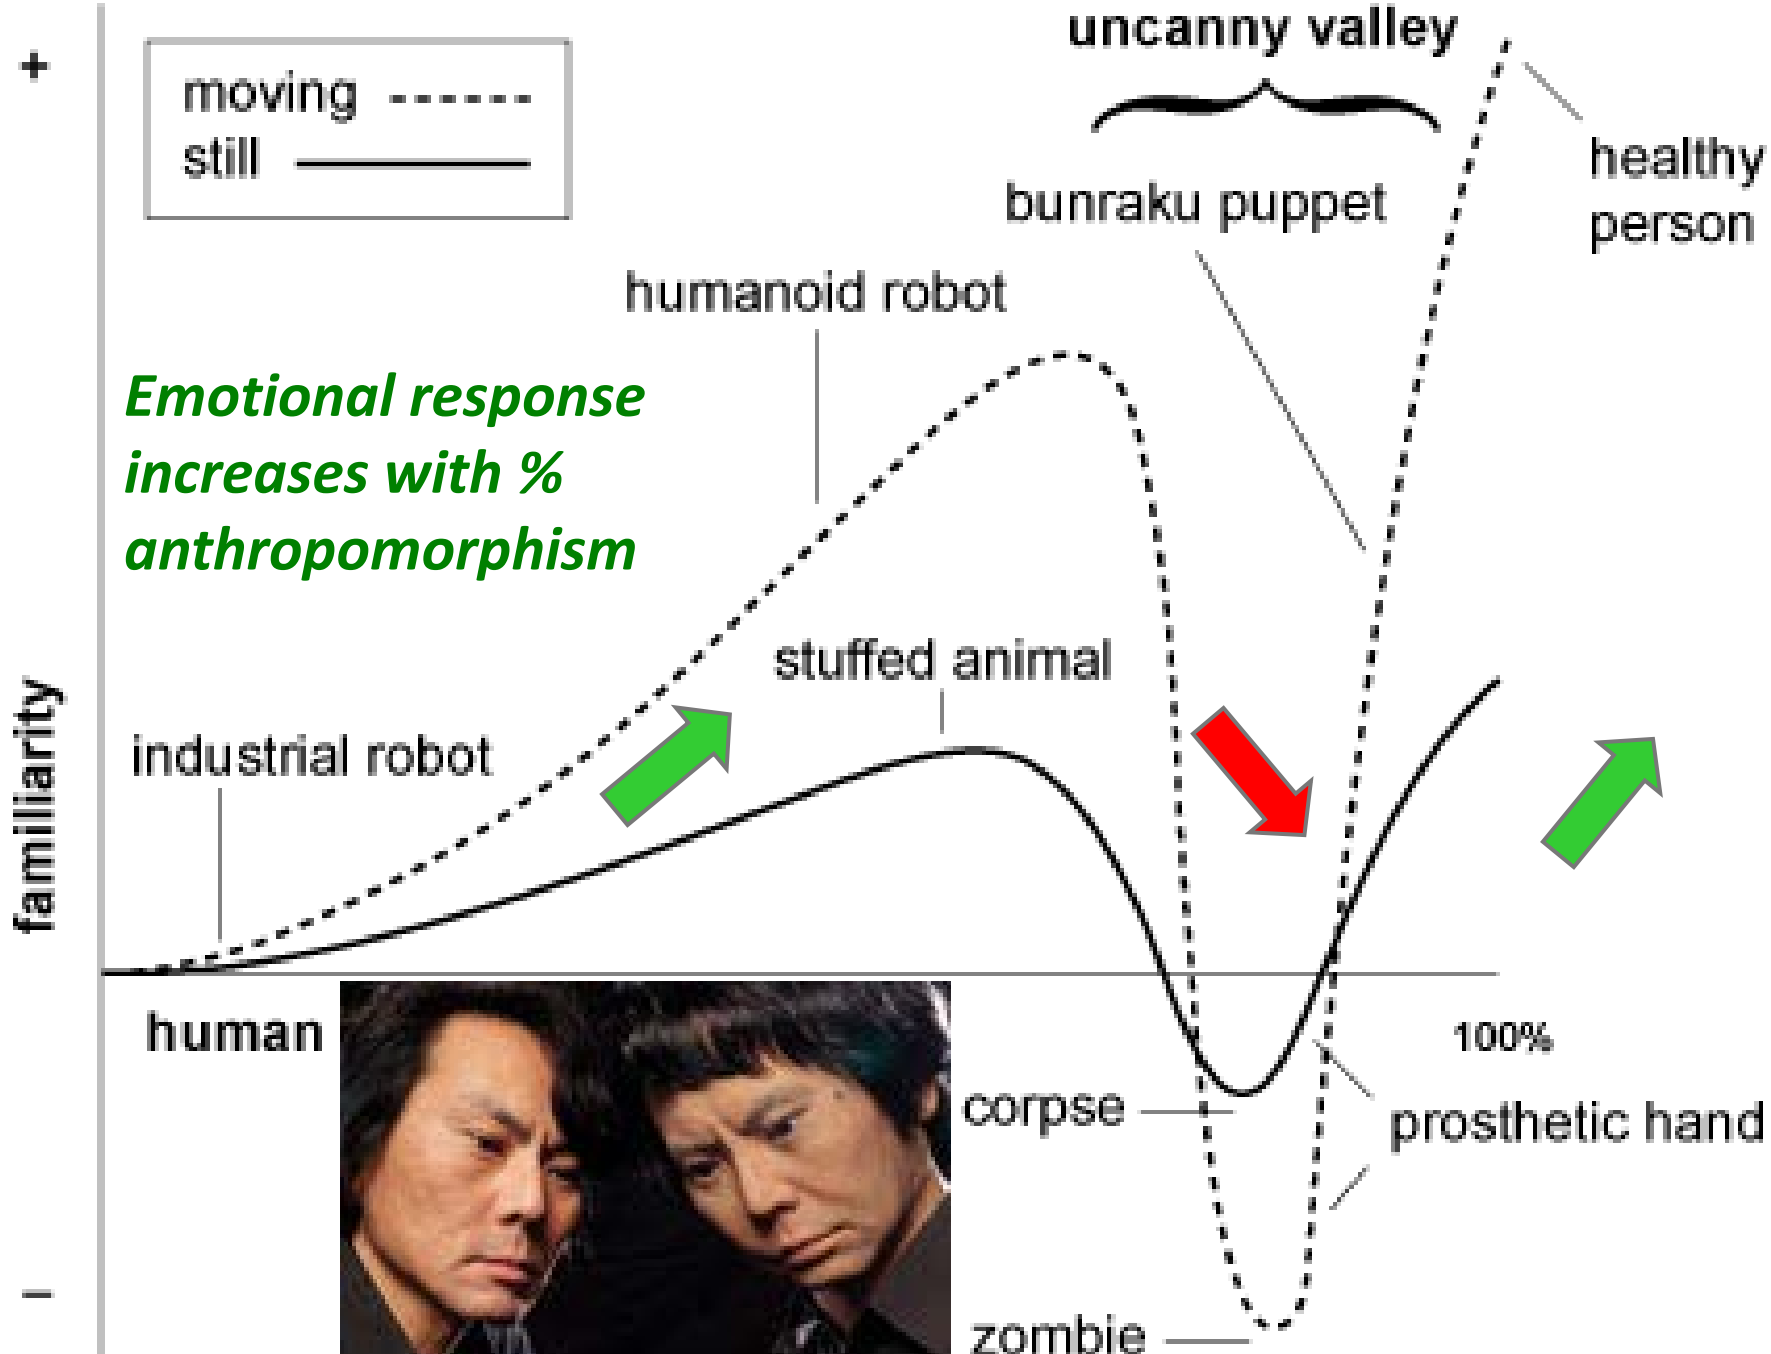 +
uncanny valley
moving
still
healthy
person
bunraku puppet
humanoid robot
Emotional response
increases with %
anthropomorphism
stuffed animal
industrial robot
familiarity
human
100%
corpse
prosthetic hand
–
zombie